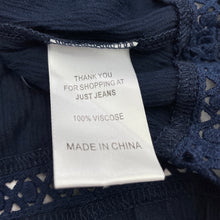 THANK YOU
FOR SHOPPING AT
JUST JEANS
100% VISCOSE
MADE IN CHINA